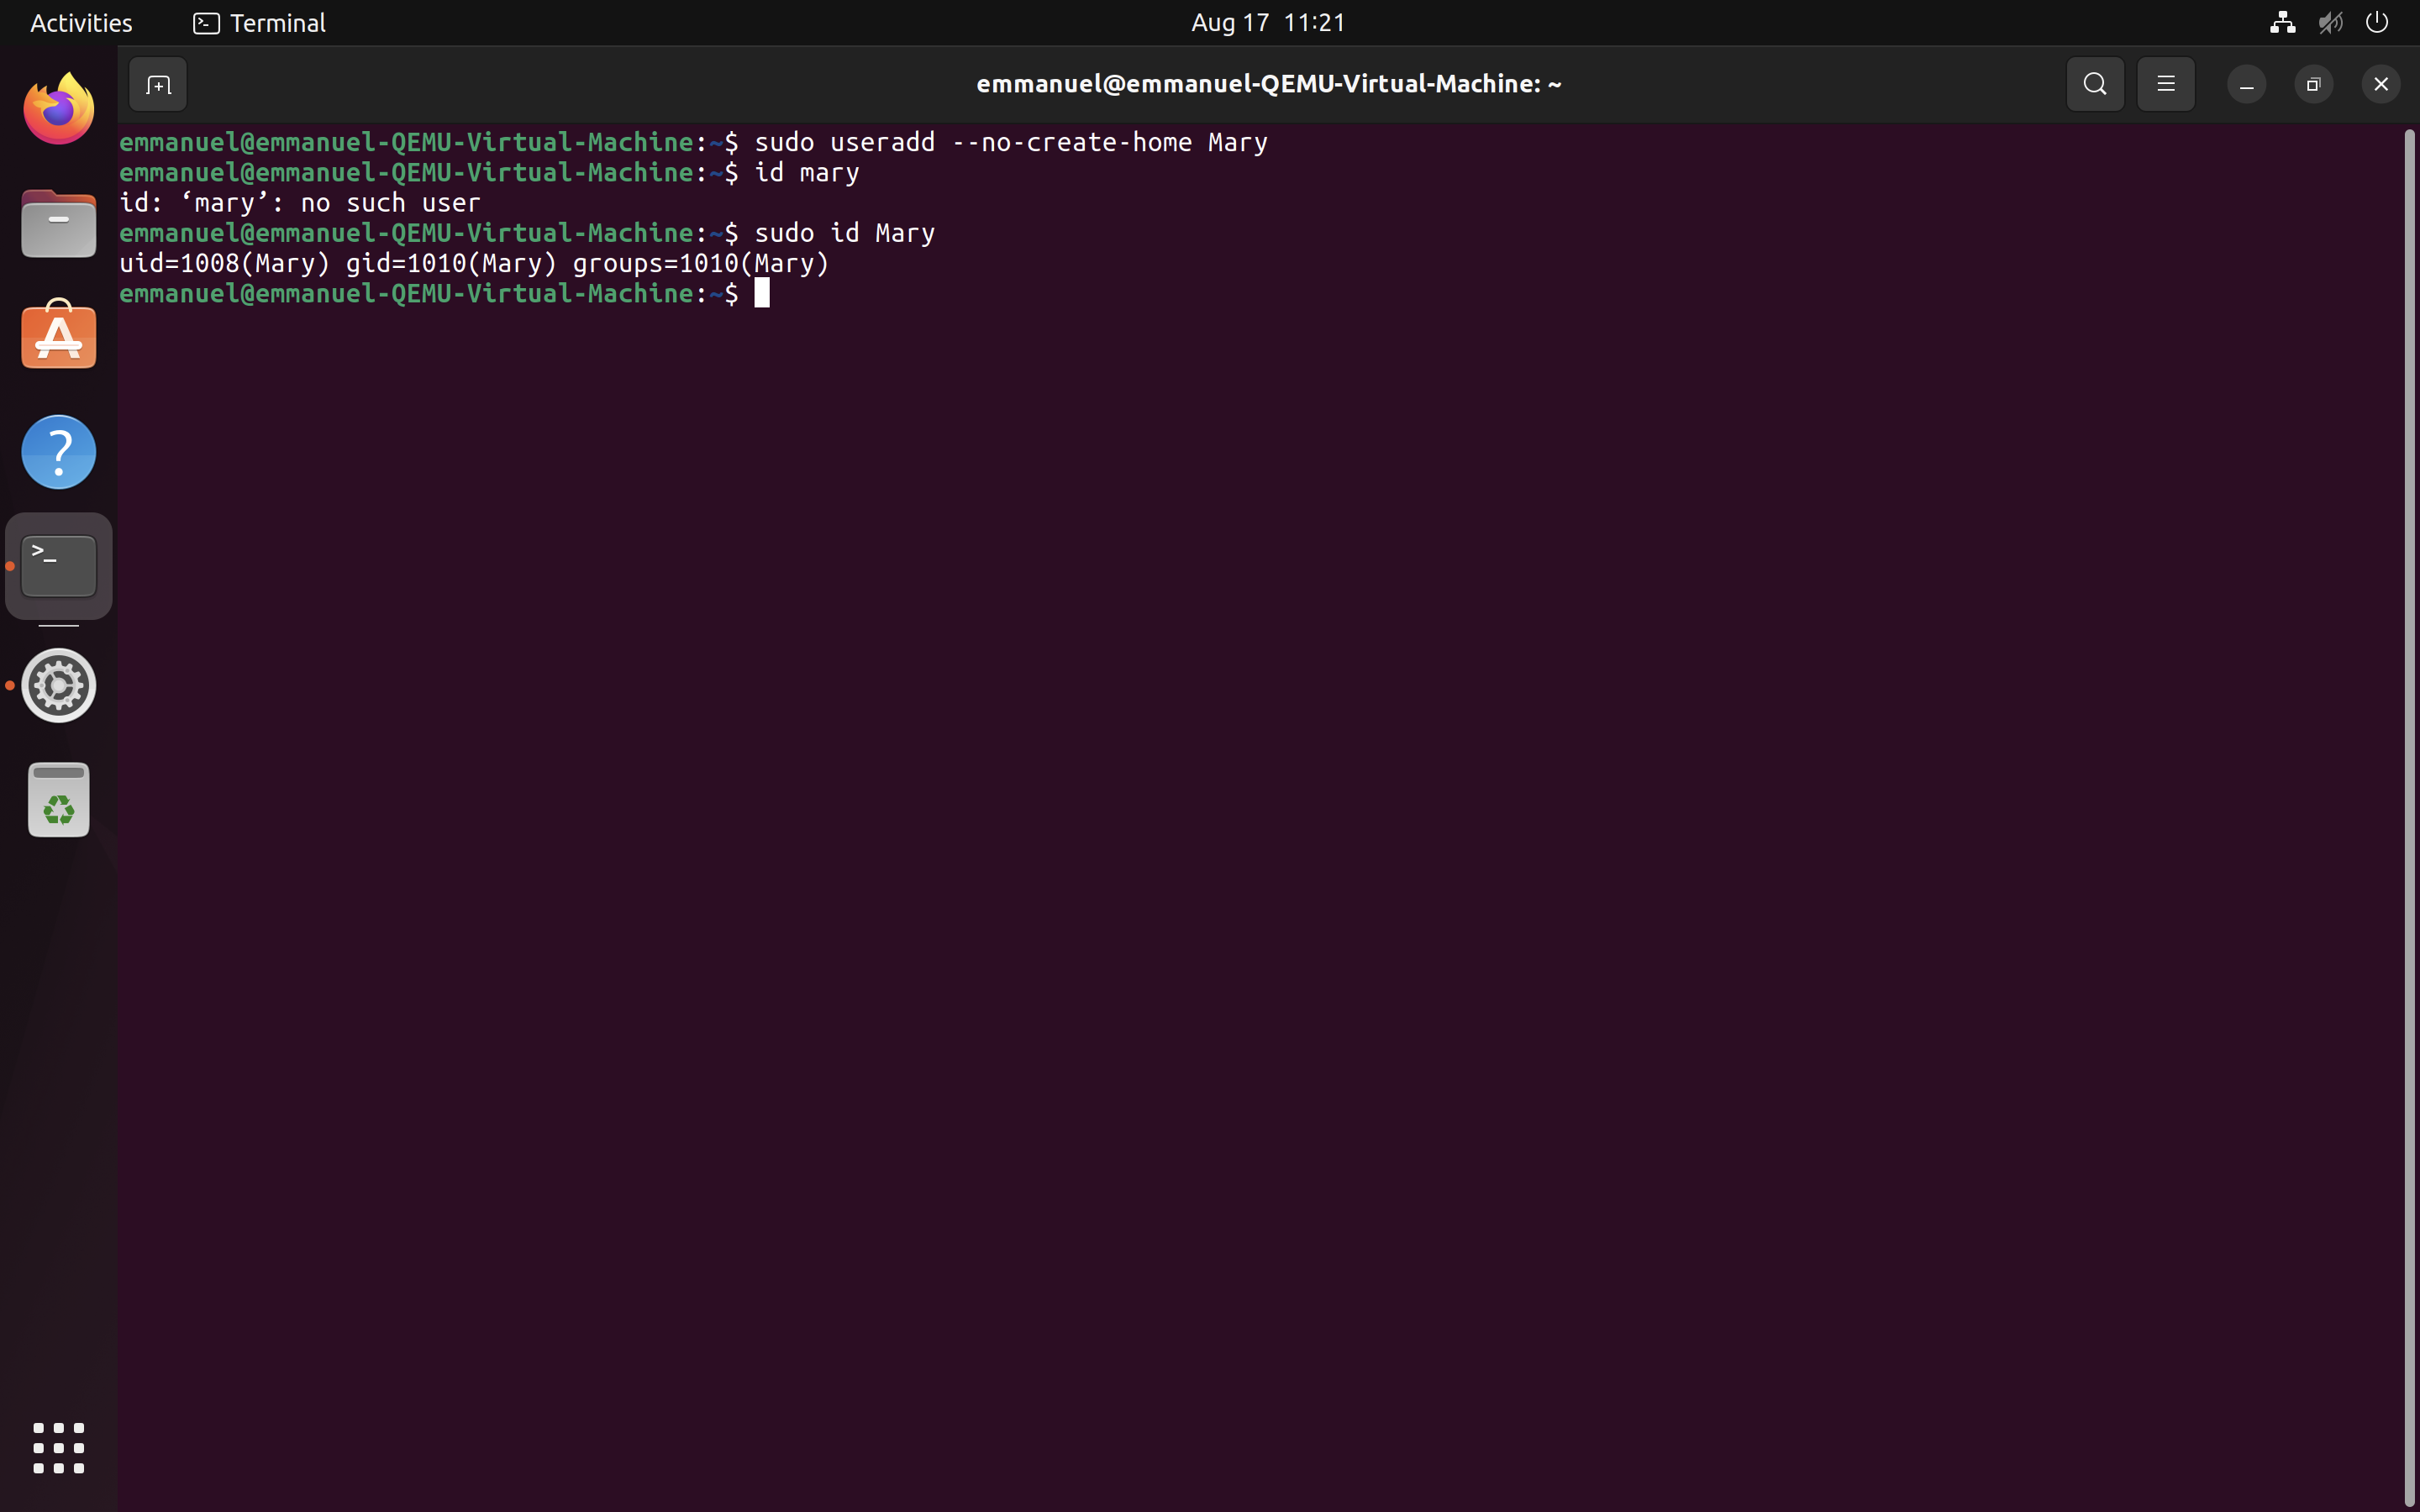 Activities Terminal Aug 17 11:21
emmanuel@emmanuel-QEMU-Virtual-Machine: ~
emmanuel@emmanuel-QEMU-Virtual-Machine:~$ sudo useradd --no-create-home Mary
emmanuel@emmanuel-QEMU-Virtual-Machine:~$ id mary
id: ‘mary’: no such user
emmanuel@emmanuel-QEMU-Virtual-Machine:~$ sudo id Mary
uid=1008(Mary) gid=1010(Mary) groups=1010(Mary)
emmanuel@emmanuel-QEMU-Virtual-Machine:~$